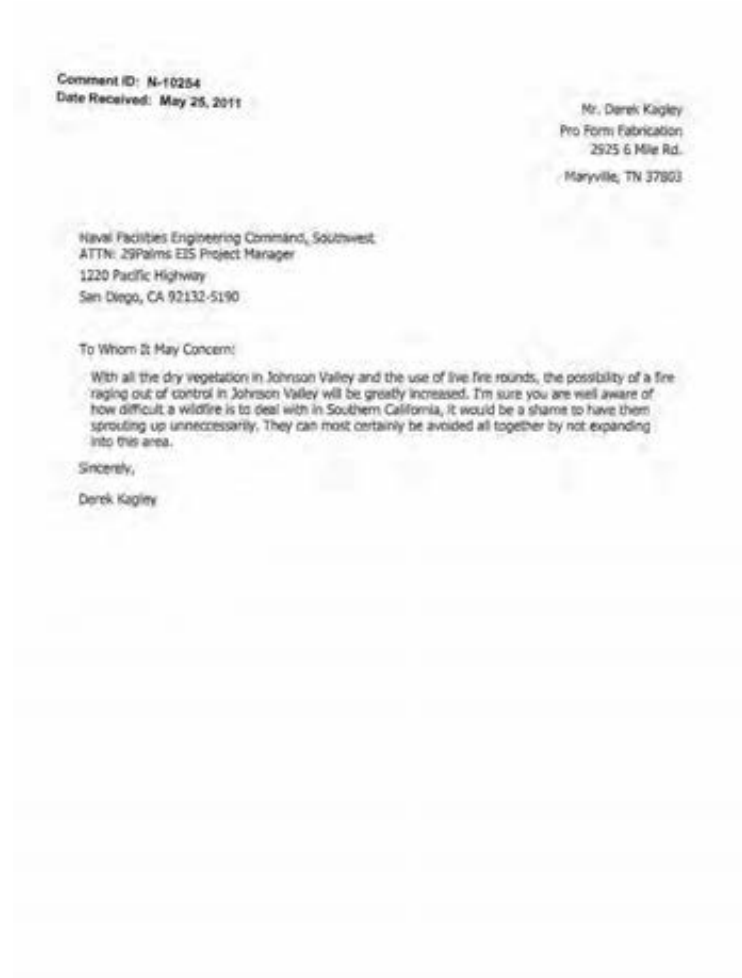 Comment ID: N-10254
Date Received: May 25, 2011
Mr. Derek Kagley
Pro Form Fabrication
2925 6 Mile Rd.
Maryville, TN 37803
Naval Facilities Engineering Command, Southwest
ATTN: 29Palms EIS Project Manager
1220 Pacific Highway
San Diego, CA 92132-5190
To Whom It May Concern:
With all the dry vegetation in Johnson Valley and the use of live fire rounds, the possibility of a fire
raging out of control in Johnson Valley will be greatly increased. I'm sure you are well aware of
how difficult a wildfire is to deal with in Southern California, it would be a shame to have them
sprouting up unneccessarily. They can most certainly be avoided all together by not expanding
into this area.
Sincerely,
Derek Kagley